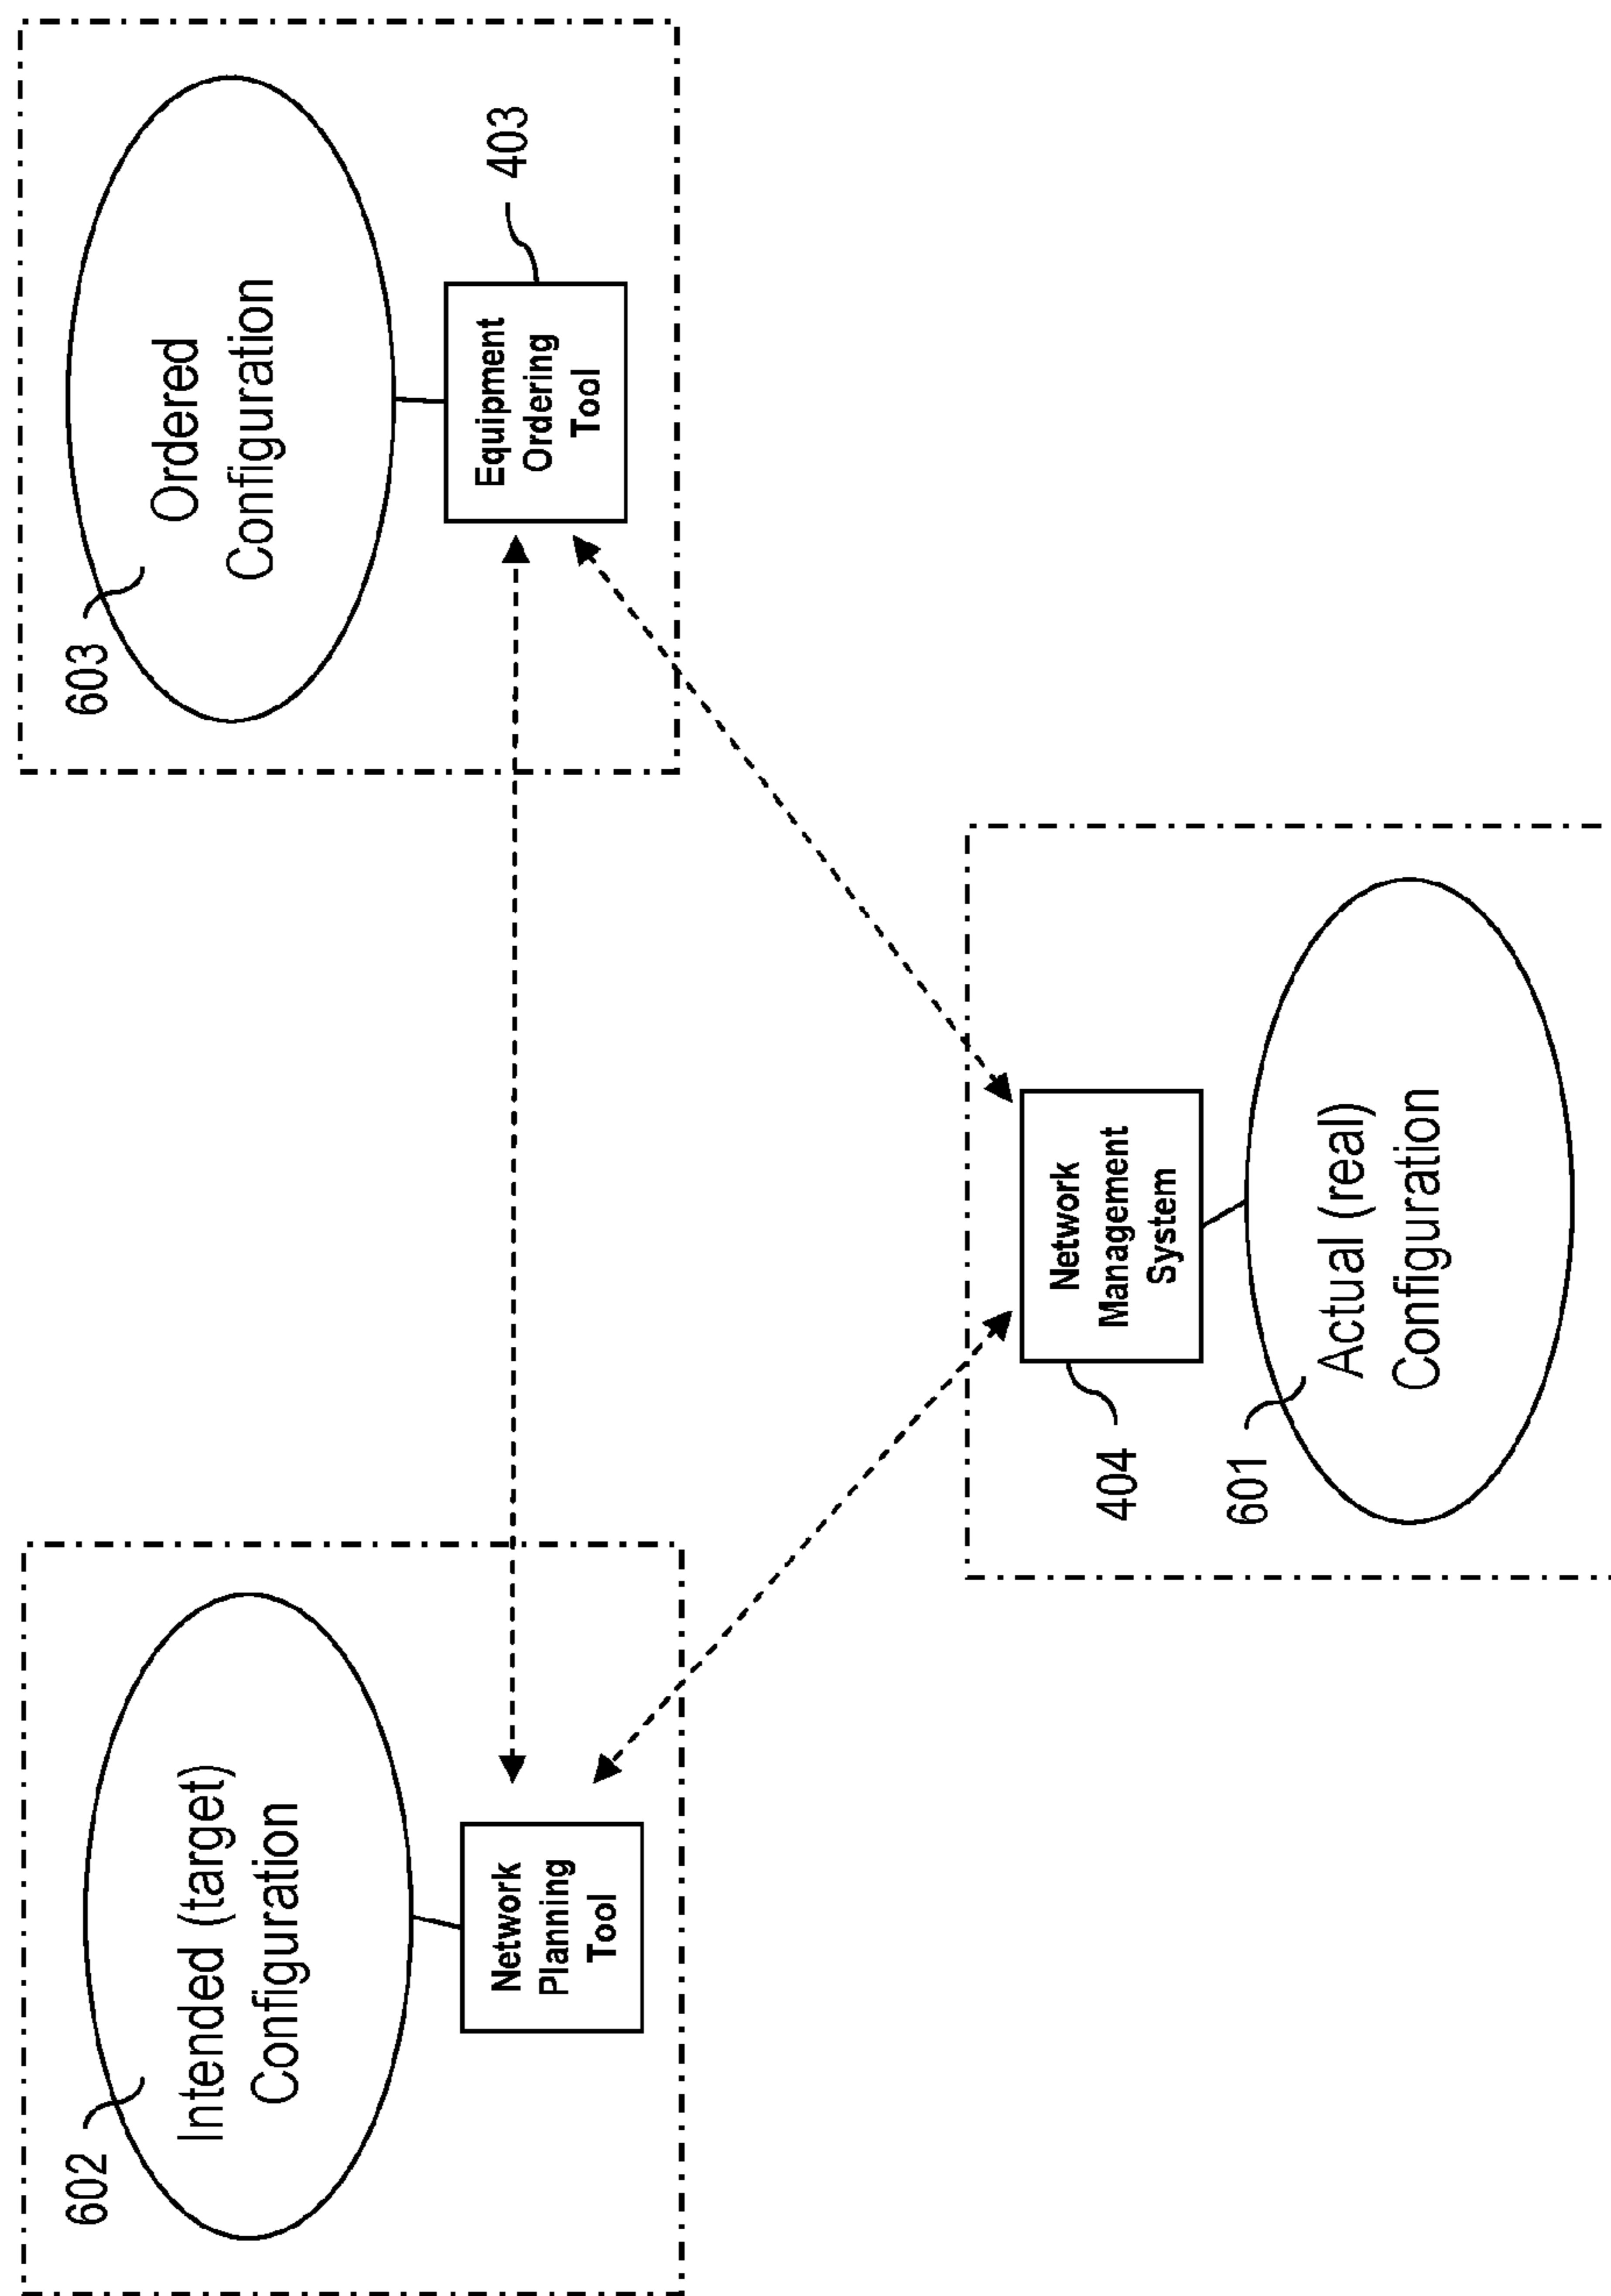 602
Intended (target)
Configuration
Network
Planning
Tool
603
Ordered
Configuration
Equipment
Ordering
Tool
403
Network
Management
System
404
601
Actual (real)
Configuration